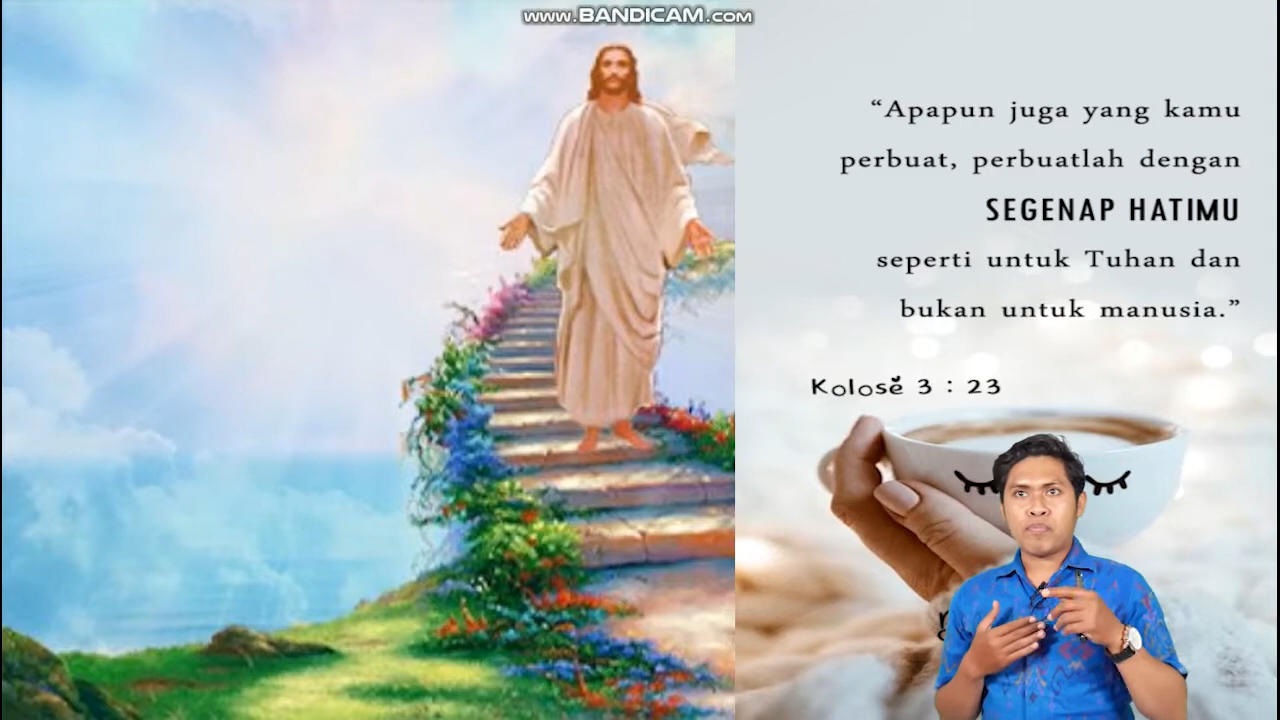 www.BANDICAM.com
“Apapun juga yang kamu
perbuat, perbuatlah dengan
SEGENAP HATIMU
seperti untuk Tuhan dan
bukan untuk manusia.”
Kolosě 3 : 23